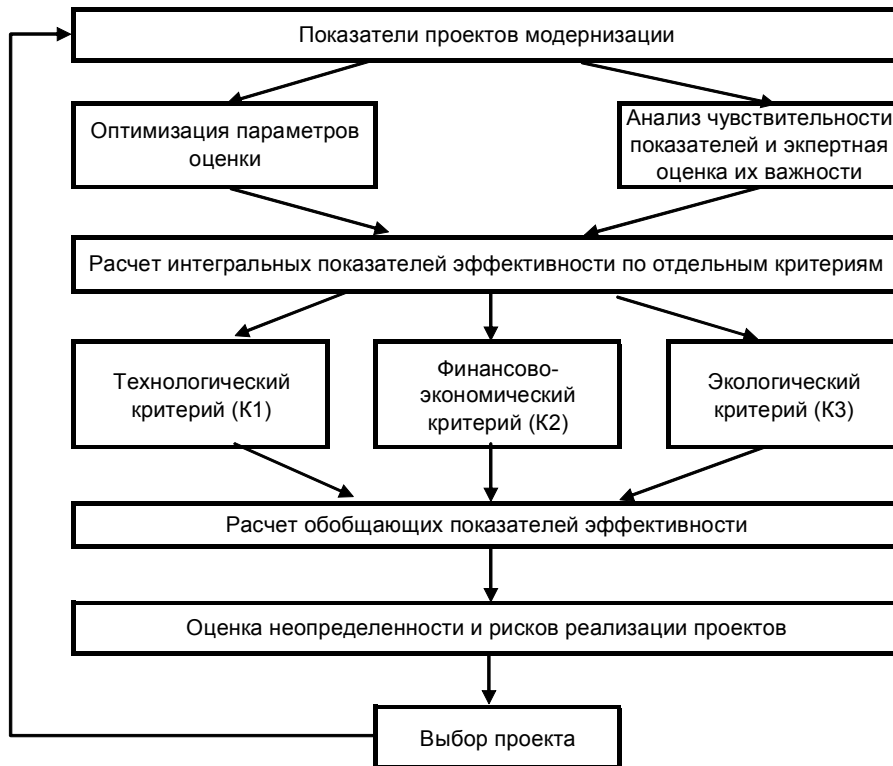 Показатели проектов модернизации
Оптимизация параметров
оценки
Анализ чувствительности
показателей и экпертная
оценка их важности
Расчет интегральных показателей эффективности по отдельным критериям
Технологический
критерий (К1)
Финансово-
экономический
критерий (К2)
Экологический
критерий (К3)
Расчет обобщающих показателей эффективности
Оценка неопределенности и рисков реализации проектов
Выбор проекта